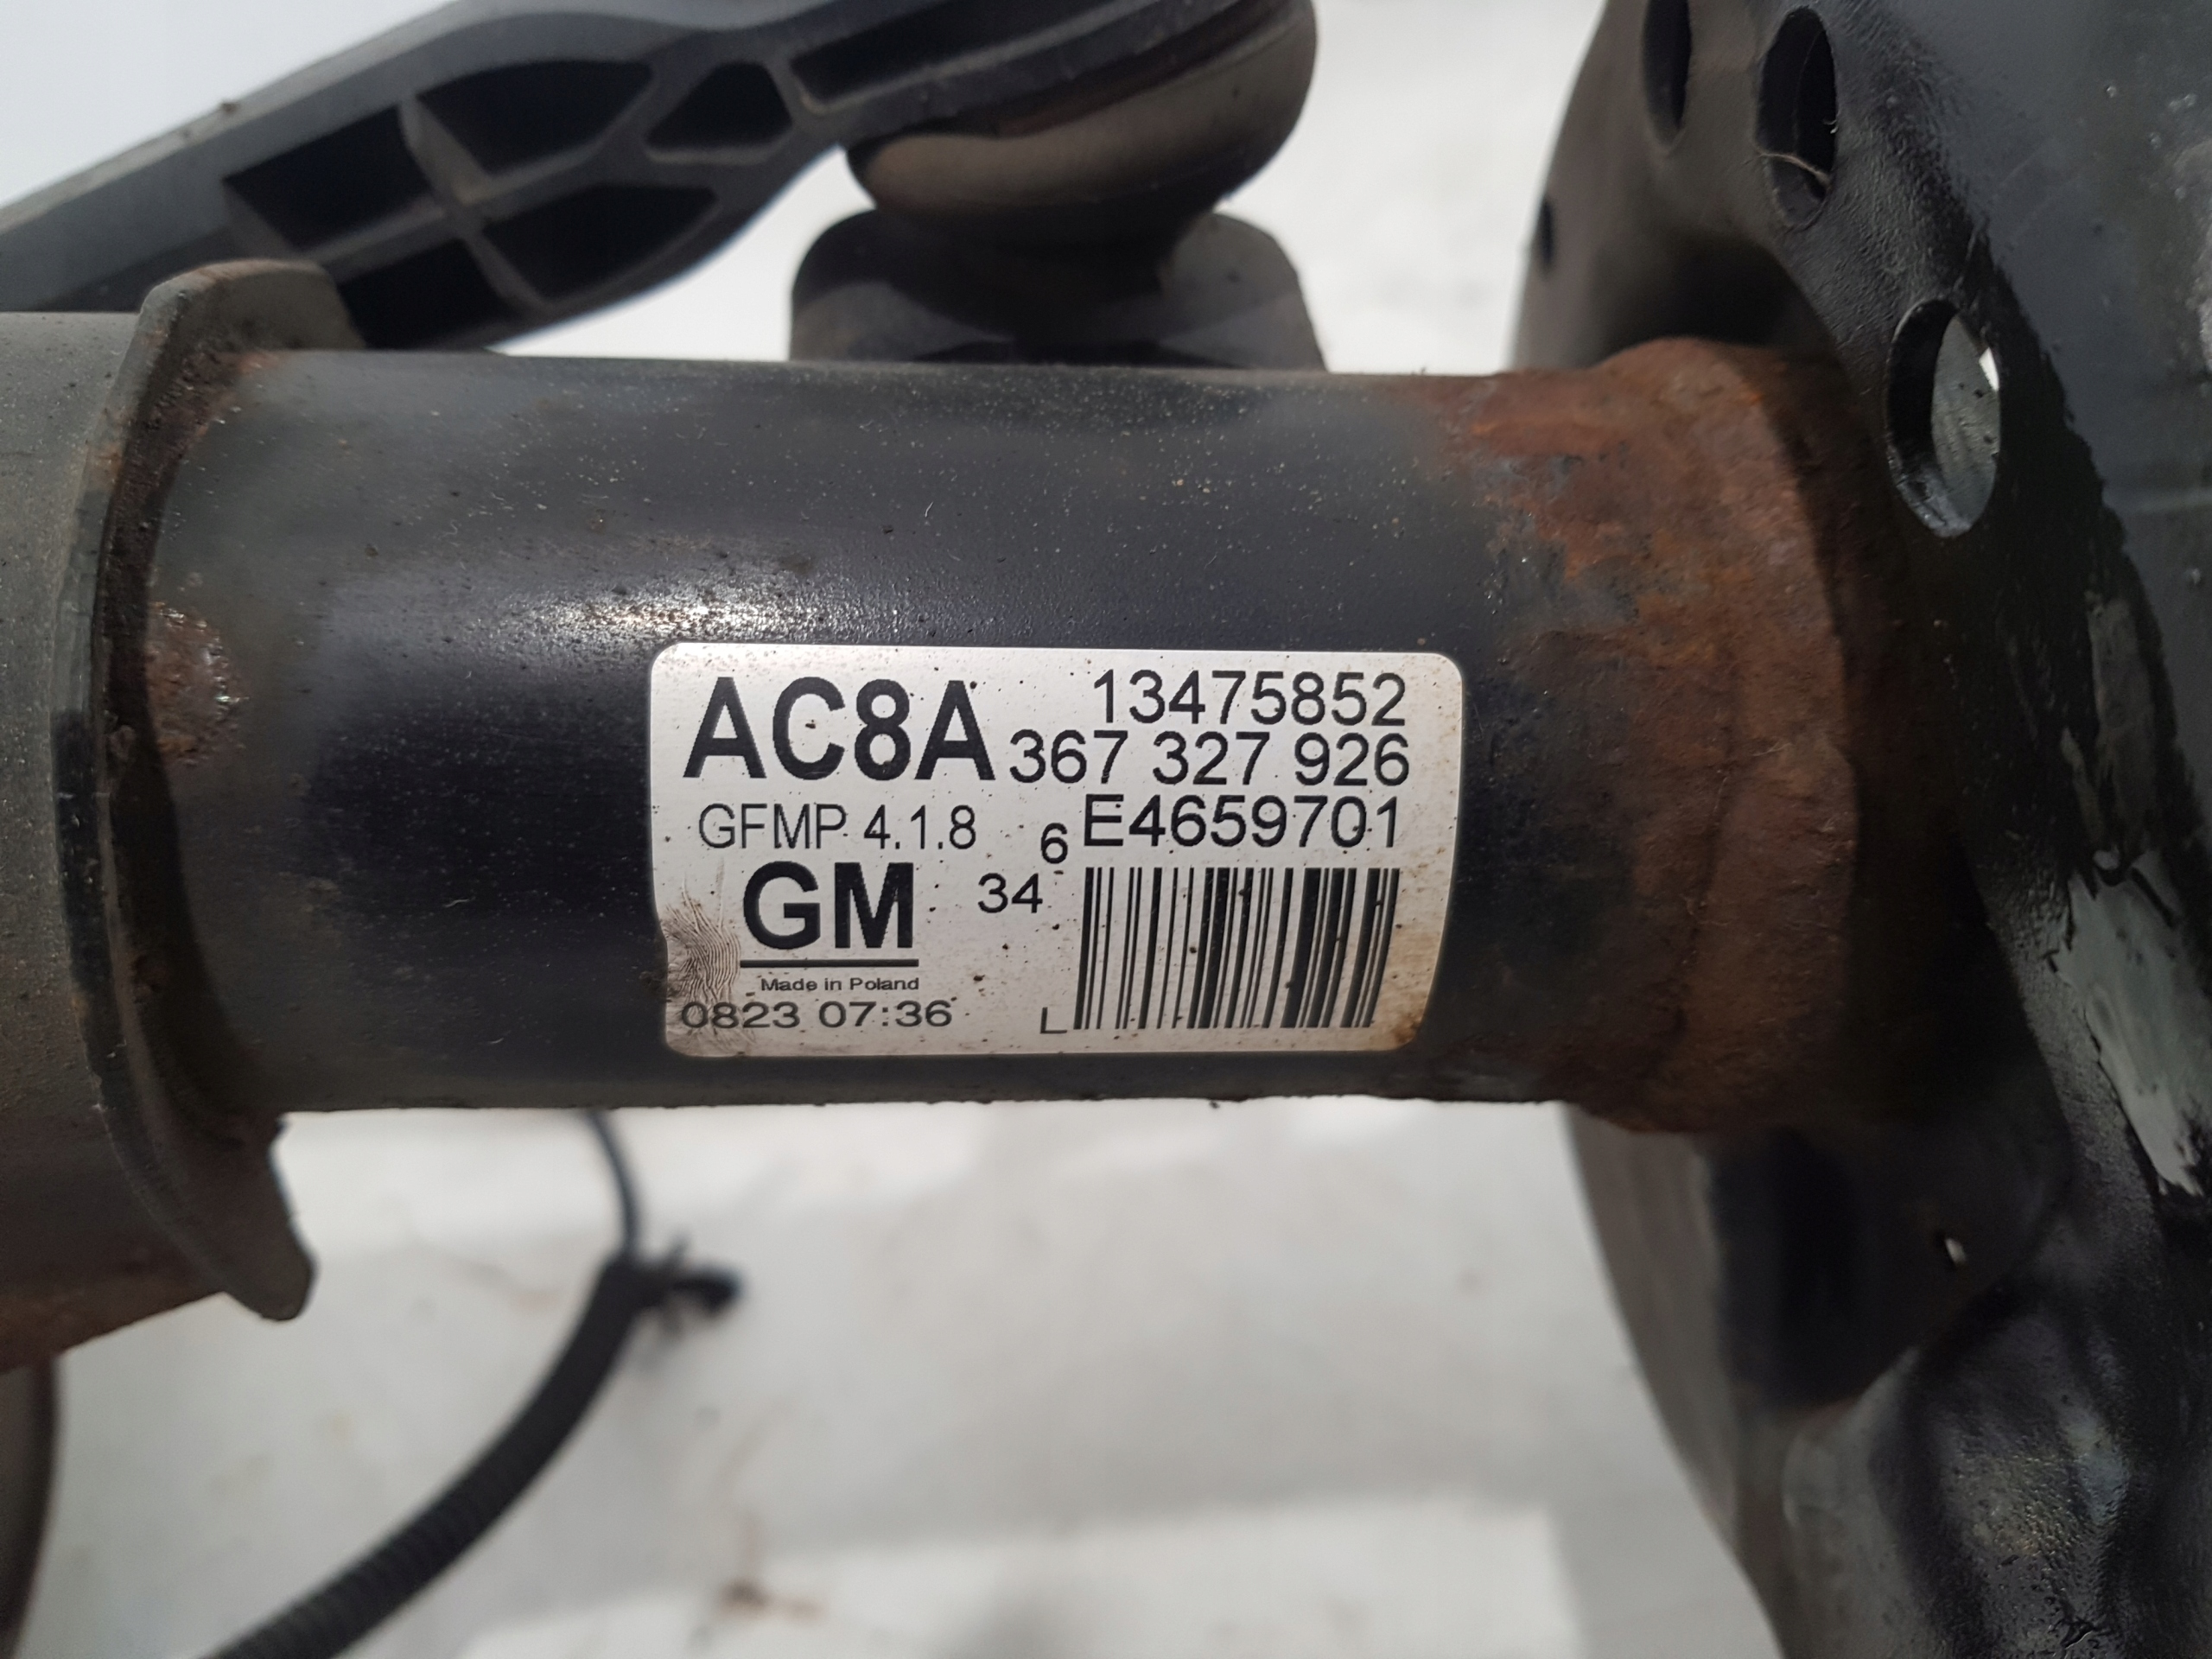 AC8A 13475852
367 327 926
GFMP 4.1.8 6 E4659701
GM 34
Made in Poland
0823 07:36 L